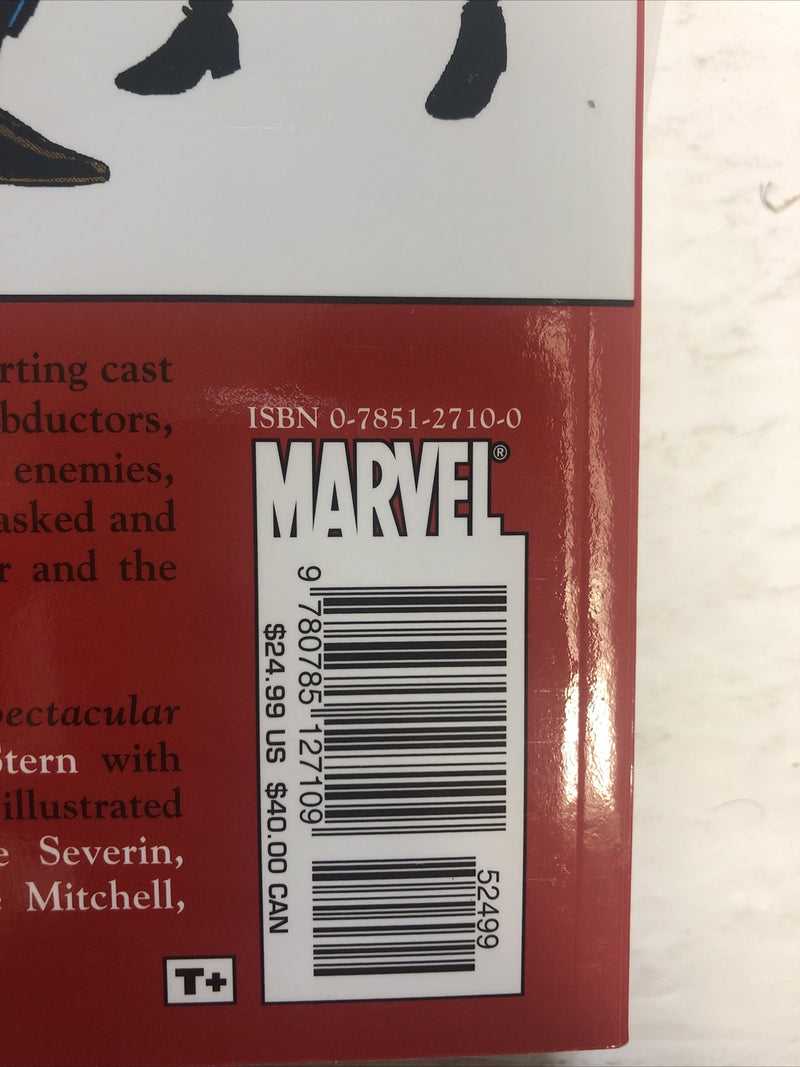 rting cast
bductors,
enemies,
asked and
r and the
pectacular
Stern with
illustrated
e Severin,
e Mitchell,
ISBN 0-7851-2710-0
MARVEL®
9 780785 127109
52499
$24.99 US $40.00 CAN
T+